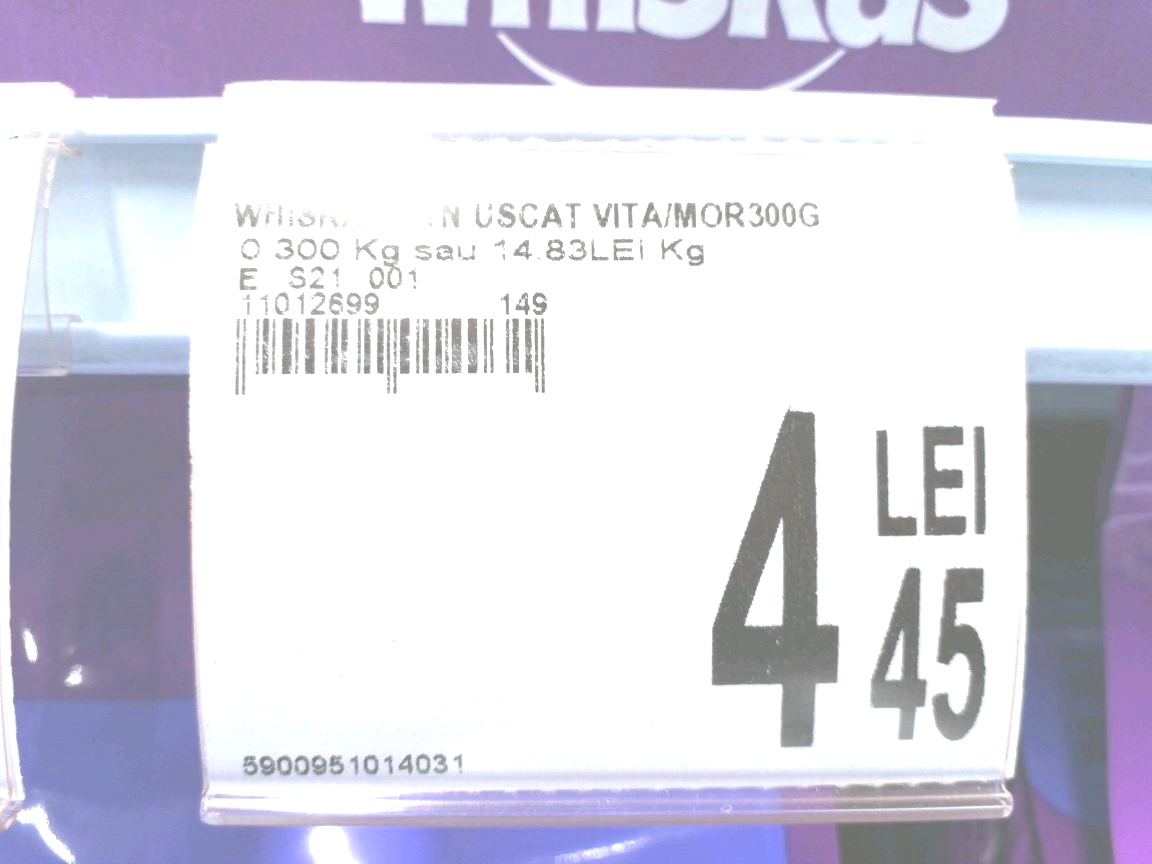 whiskas
USCAT VITA/MOR300G
0.300 Kg sau 14.83LEI Kg
E S21 001
11012699 149
4 LEI
45
5900951014031